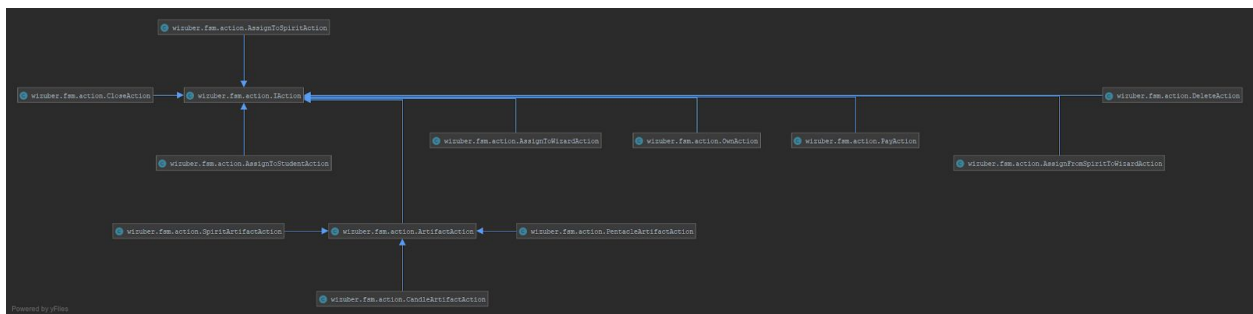 wizuber.fsm.action.AssignToSpiritAction
wizuber.fsm.action.CloseAction
wizuber.fsm.action.IAction
wizuber.fsm.action.DeleteAction
wizuber.fsm.action.AssignToWizardAction
wizuber.fsm.action.OwnAction
wizuber.fsm.action.PayAction
wizuber.fsm.action.AssignToStudentAction
wizuber.fsm.action.AssignFromSpiritToWizardAction
wizuber.fsm.action.SpiritArtifactAction
wizuber.fsm.action.ArtifactAction
wizuber.fsm.action.PentacleArtifactAction
wizuber.fsm.action.CandleArtifactAction
Powered by yFiles